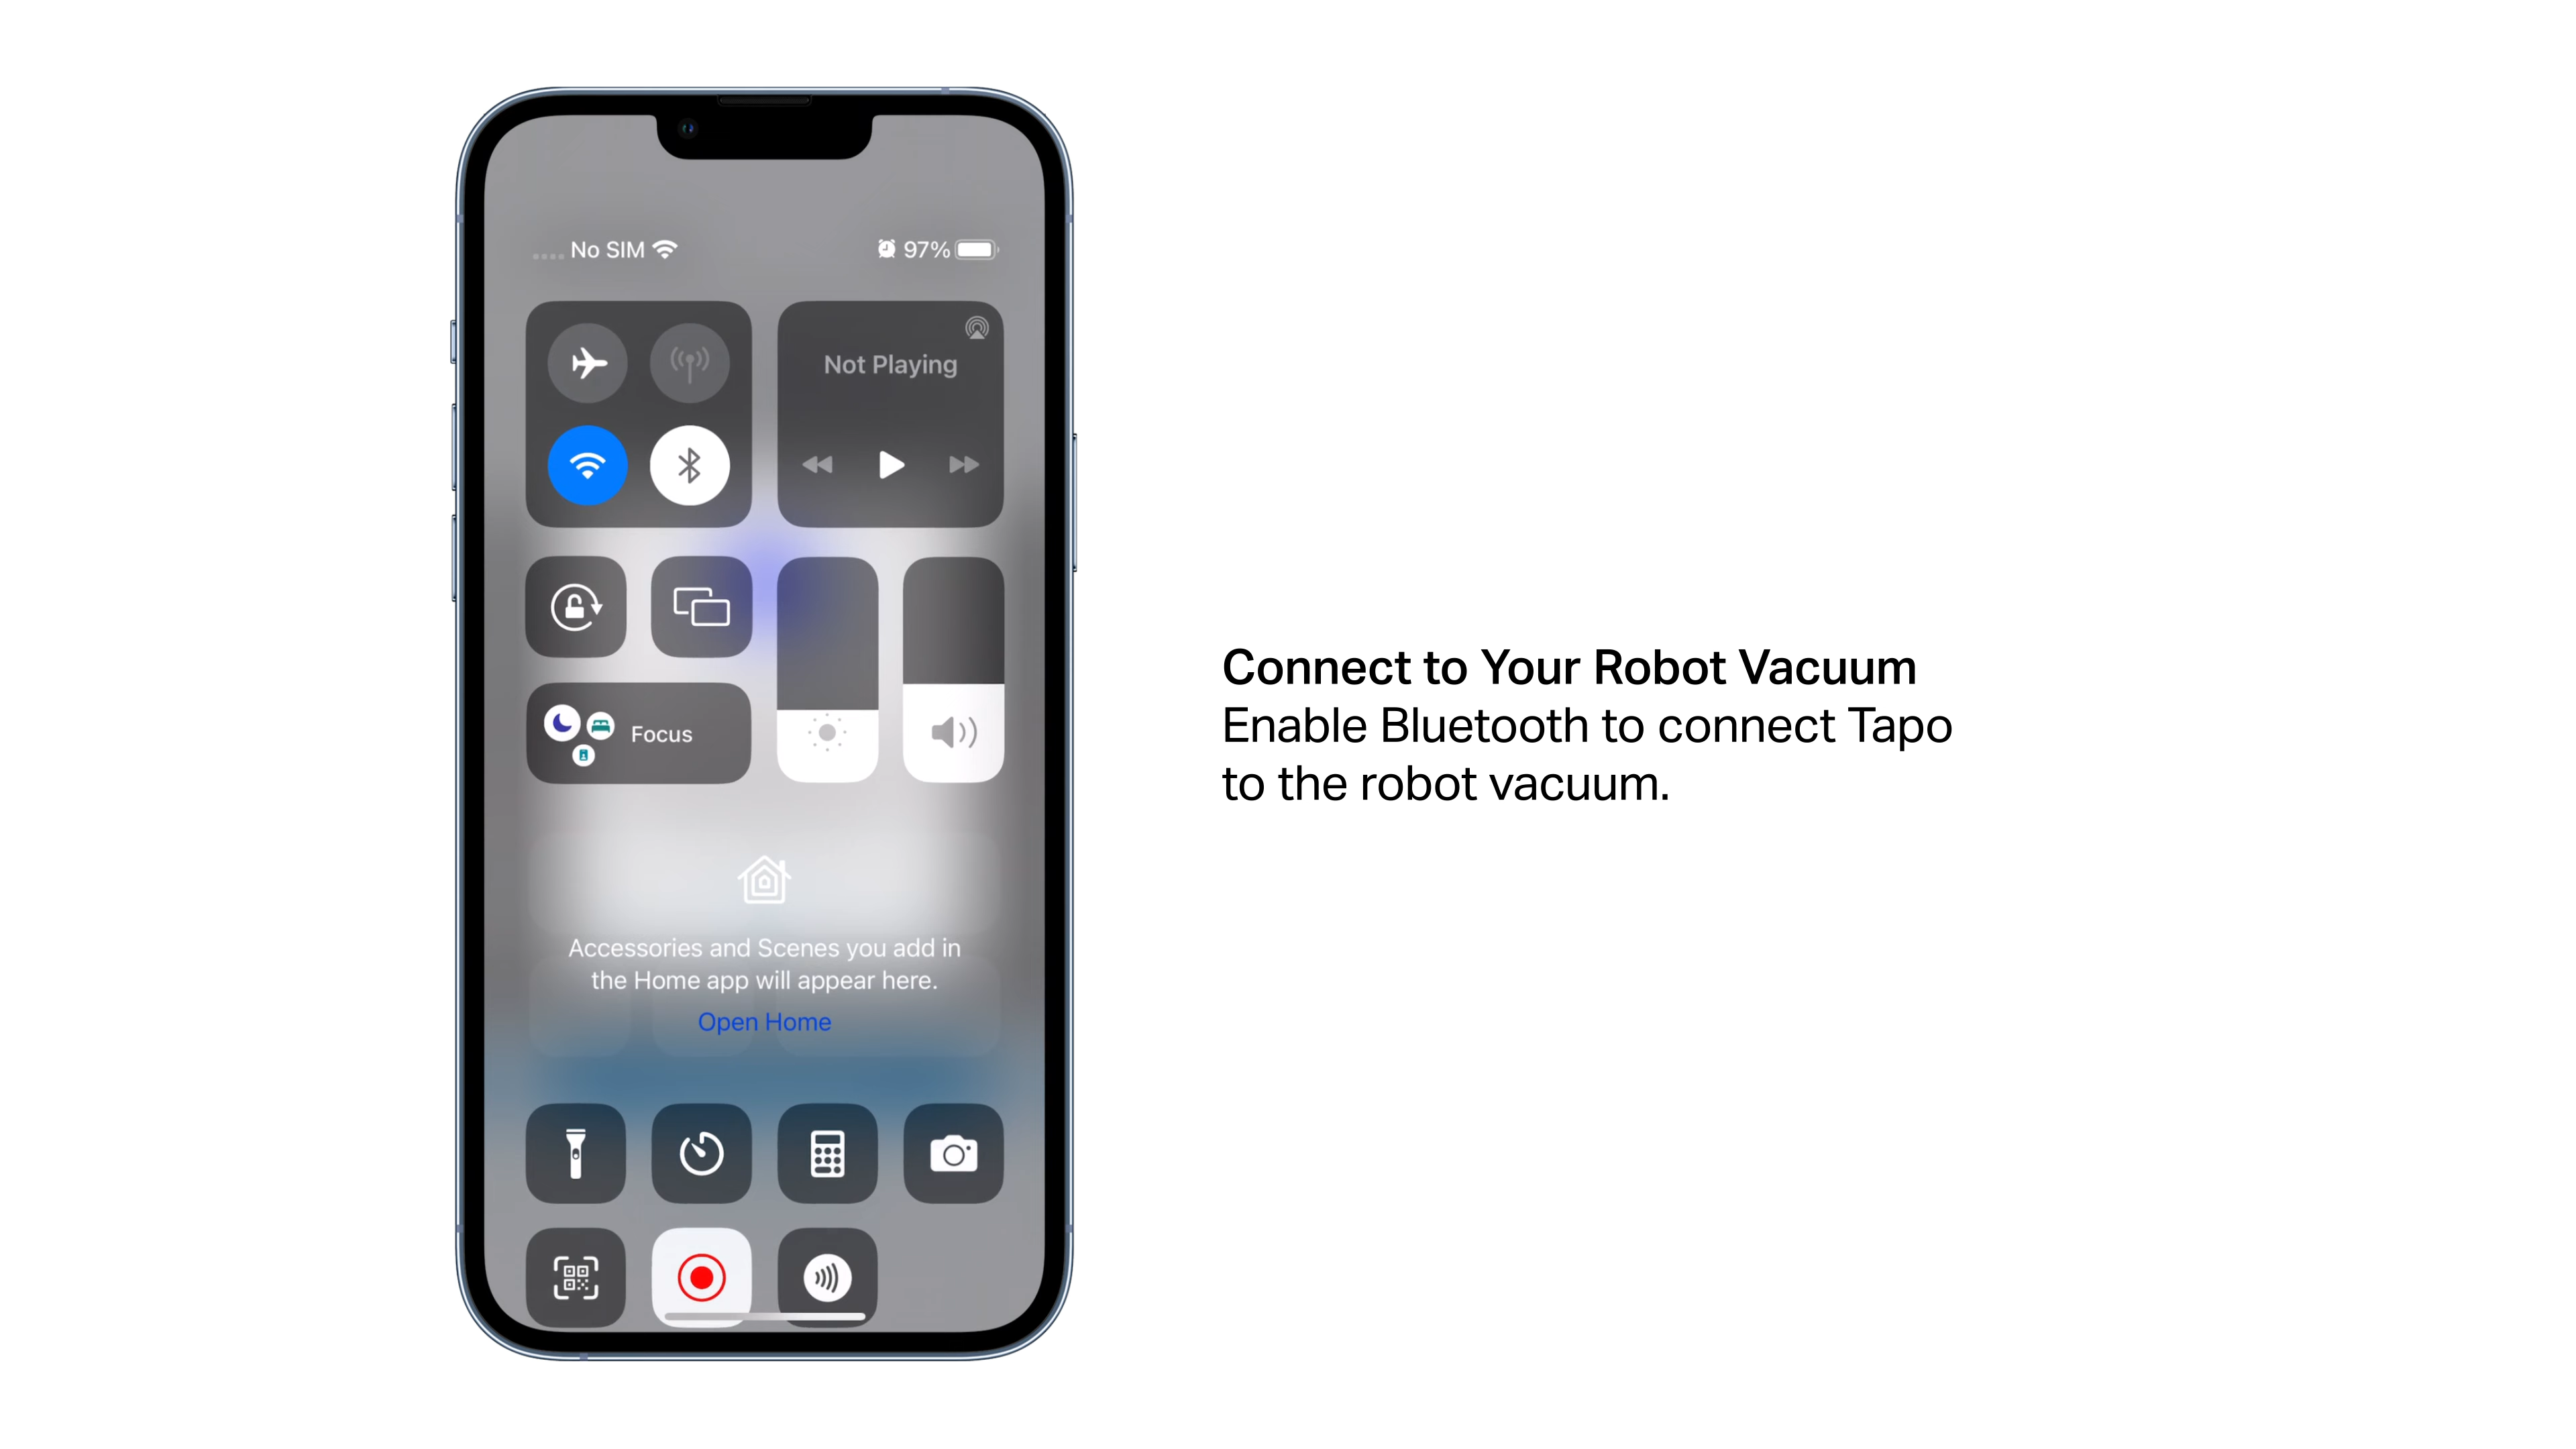 No SIM
97%
Not Playing
Focus
Accessories and Scenes you add in
the Home app will appear here.
Open Home
Connect to Your Robot Vacuum
Enable Bluetooth to connect Tapo
to the robot vacuum.